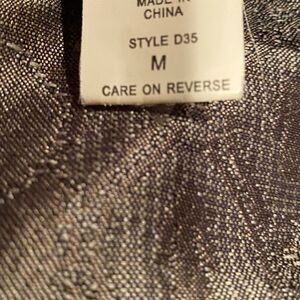 MADE IN
CHINA
STYLE D35
M
CARE ON REVERSE